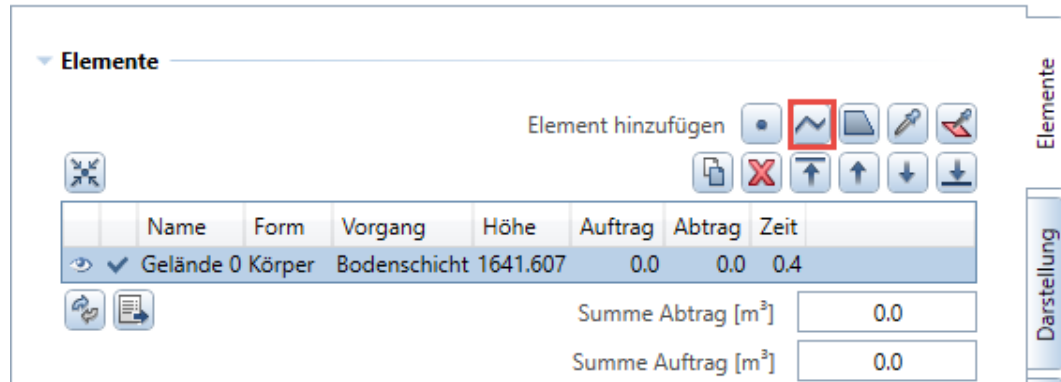 Elemente
Element hinzufügen
Name Form Vorgang Höhe Auftrag Abtrag Zeit
Gelände 0 Körper Bodenschicht 1641.607 0.0 0.0 0.4
Summe Abtrag [m³] 0.0
Summe Auftrag [m³] 0.0
Elemente
Darstellung